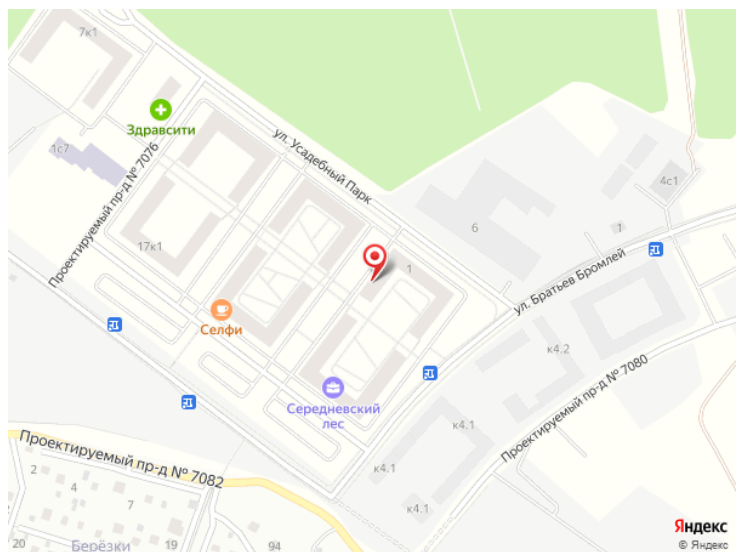 7к1
Здравсити
ул. Усадебный Парк
1с7
Проектируемый пр-д № 7076
4с1
6
1
17к1
1
ул. Братьев Бромлей
Селфи
к4.2
Проектируемый пр-д № 7080
Середневский
лес
к4.1
к4.1
Проектируемый пр-д № 7082
2
4
7
к4.1
20
Берёзки
19
94
Яндекс
© Яндекс